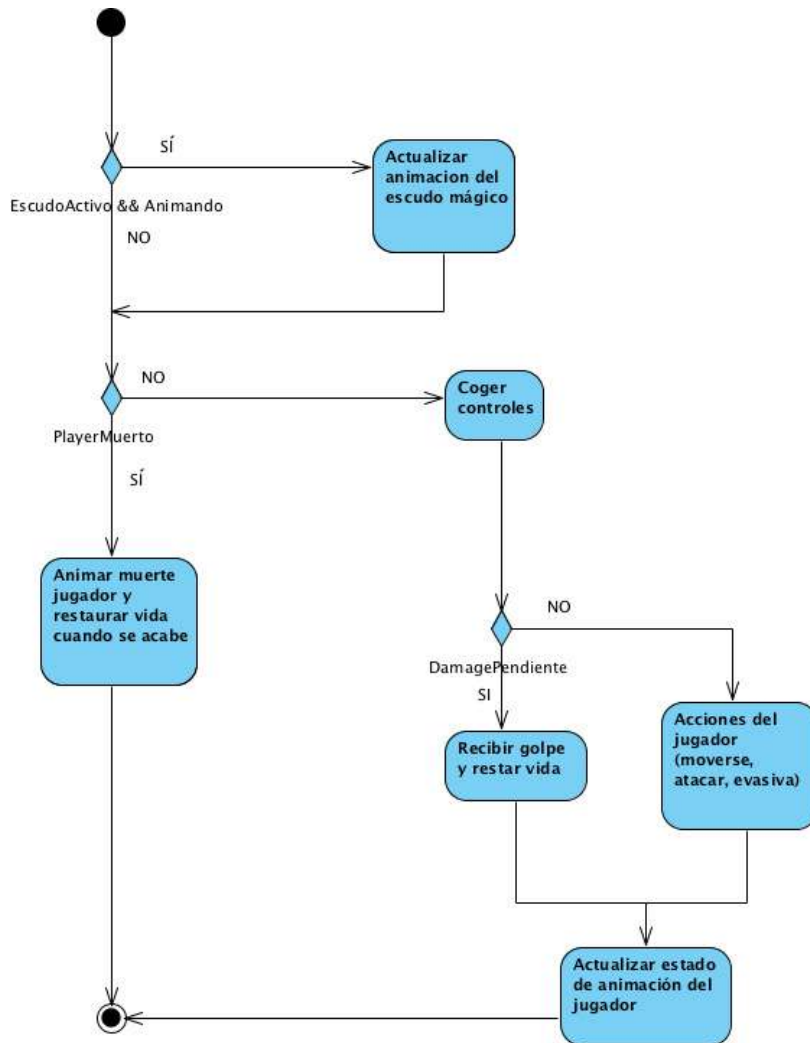 SÍ
Actualizar
animacion del
escudo mágico
EscudoActivo && Animando
NO
NO
Coger
controles
PlayerMuerto
SÍ
Animar muerte
jugador y
restaurar vida
cuando se acabe
NO
DamagePendiente
SI
Acciones del
jugador
(moverse,
atacar, evasiva)
Recibir golpe
y restar vida
Actualizar estado
de animación del
jugador